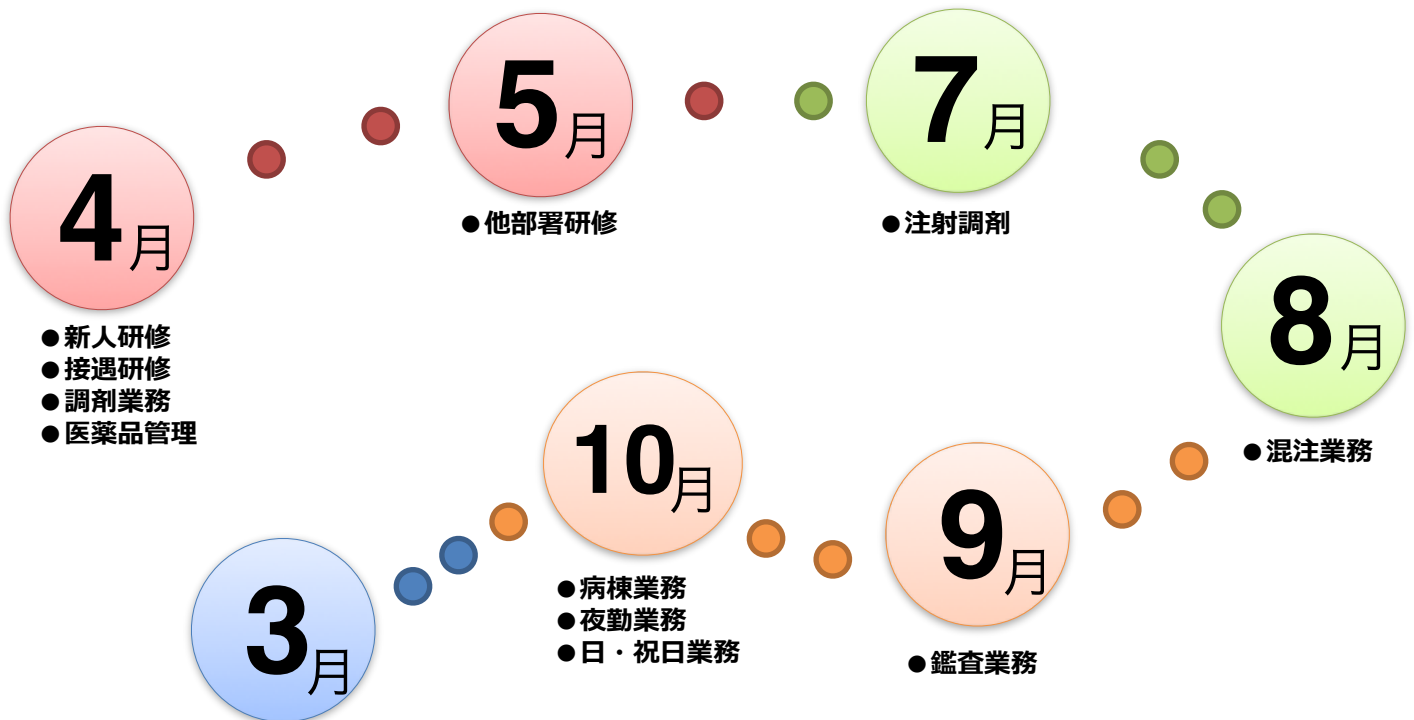 4月
●新人研修
●接遇研修
●調剤業務
●医薬品管理
5月
●他部署研修
7月
●注射調剤
8月
●混注業務
9月
●鑑査業務
10月
●病棟業務
●夜勤業務
●日・祝日業務
3月